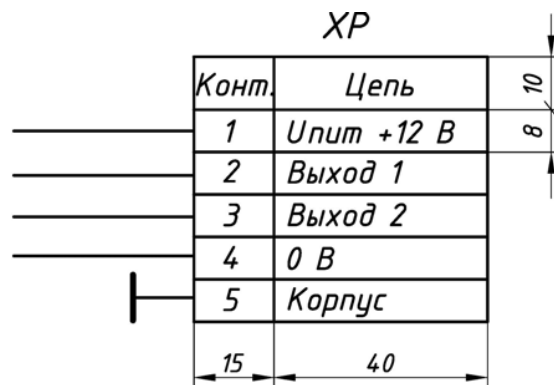 ХР
Конт. Цепь 10
1 Uпит +12 В 8
2 Выход 1
3 Выход 2
4 0 В
5 Корпус
15 40